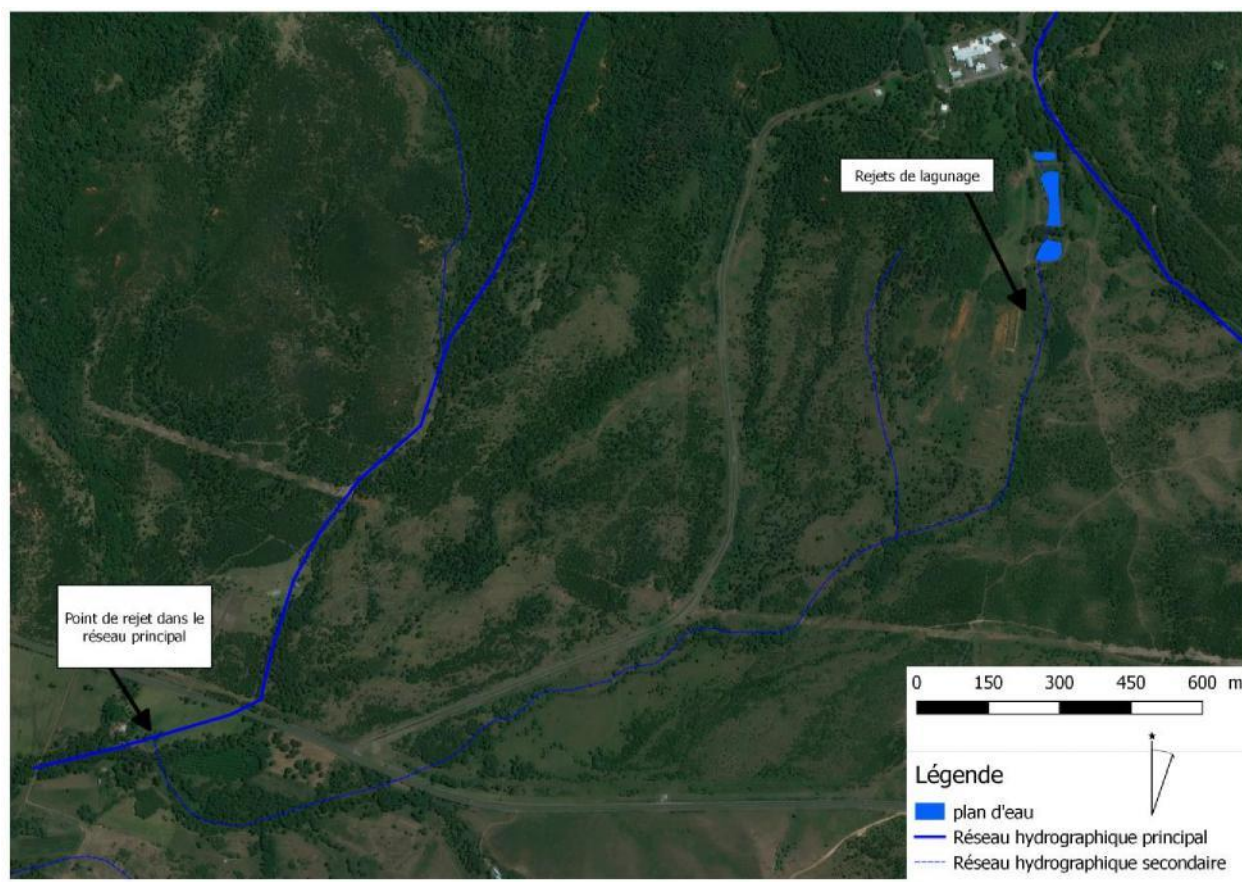 Rejets de lagunage
Point de rejet dans le
réseau principal
0 150 300 450 600 m
Légende
plan d'eau
Réseau hydrographique principal
Réseau hydrographique secondaire